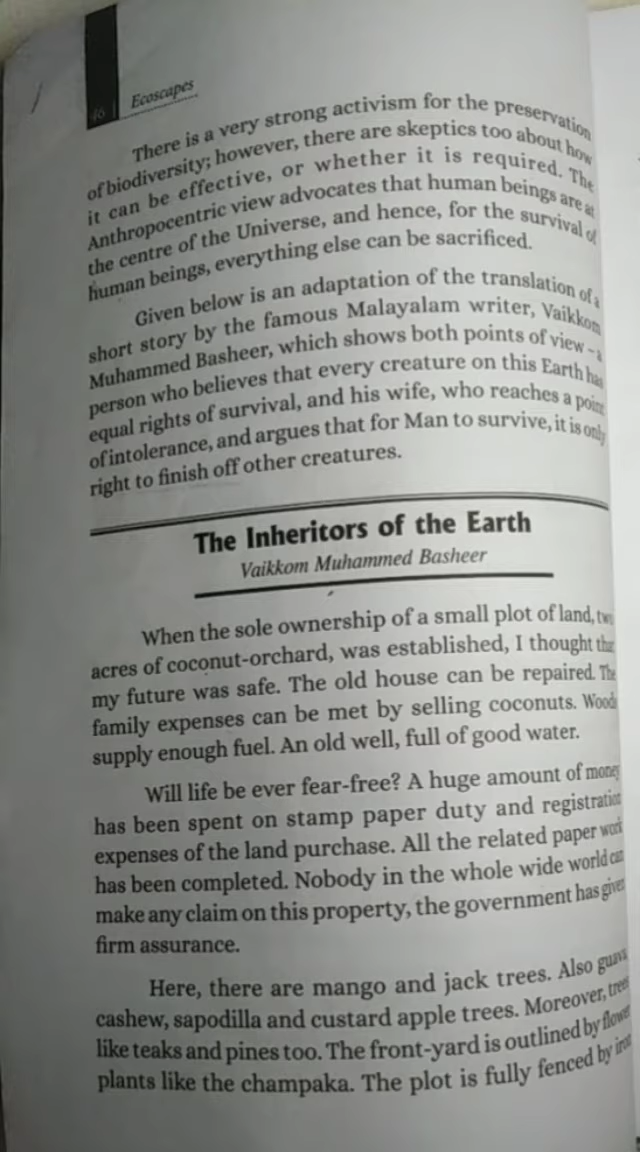 46 | Ecoscapes
There is a very strong activism for the preservation
of biodiversity; however, there are skeptics too about how
it can be effective, or whether it is required. The
Anthropocentric view advocates that human beings are at
the centre of the Universe, and hence, for the survival of
human beings, everything else can be sacrificed.
Given below is an adaptation of the translation of a
short story by the famous Malayalam writer, Vaikkom
Muhammed Basheer, which shows both points of view – a
person who believes that every creature on this Earth has
equal rights of survival, and his wife, who reaches a point
of intolerance, and argues that for Man to survive, it is only
right to finish off other creatures.
The Inheritors of the Earth
Vaikkom Muhammed Basheer
When the sole ownership of a small plot of land, two
acres of coconut-orchard, was established, I thought that
my future was safe. The old house can be repaired. The
family expenses can be met by selling coconuts. Woods
supply enough fuel. An old well, full of good water.
Will life be ever fear-free? A huge amount of money
has been spent on stamp paper duty and registration
expenses of the land purchase. All the related paper work
has been completed. Nobody in the whole wide world can
make any claim on this property, the government has given
firm assurance.
Here, there are mango and jack trees. Also guava,
cashew, sapodilla and custard apple trees. Moreover, trees
like teaks and pines too. The front-yard is outlined by flower
plants like the champaka. The plot is fully fenced by iron